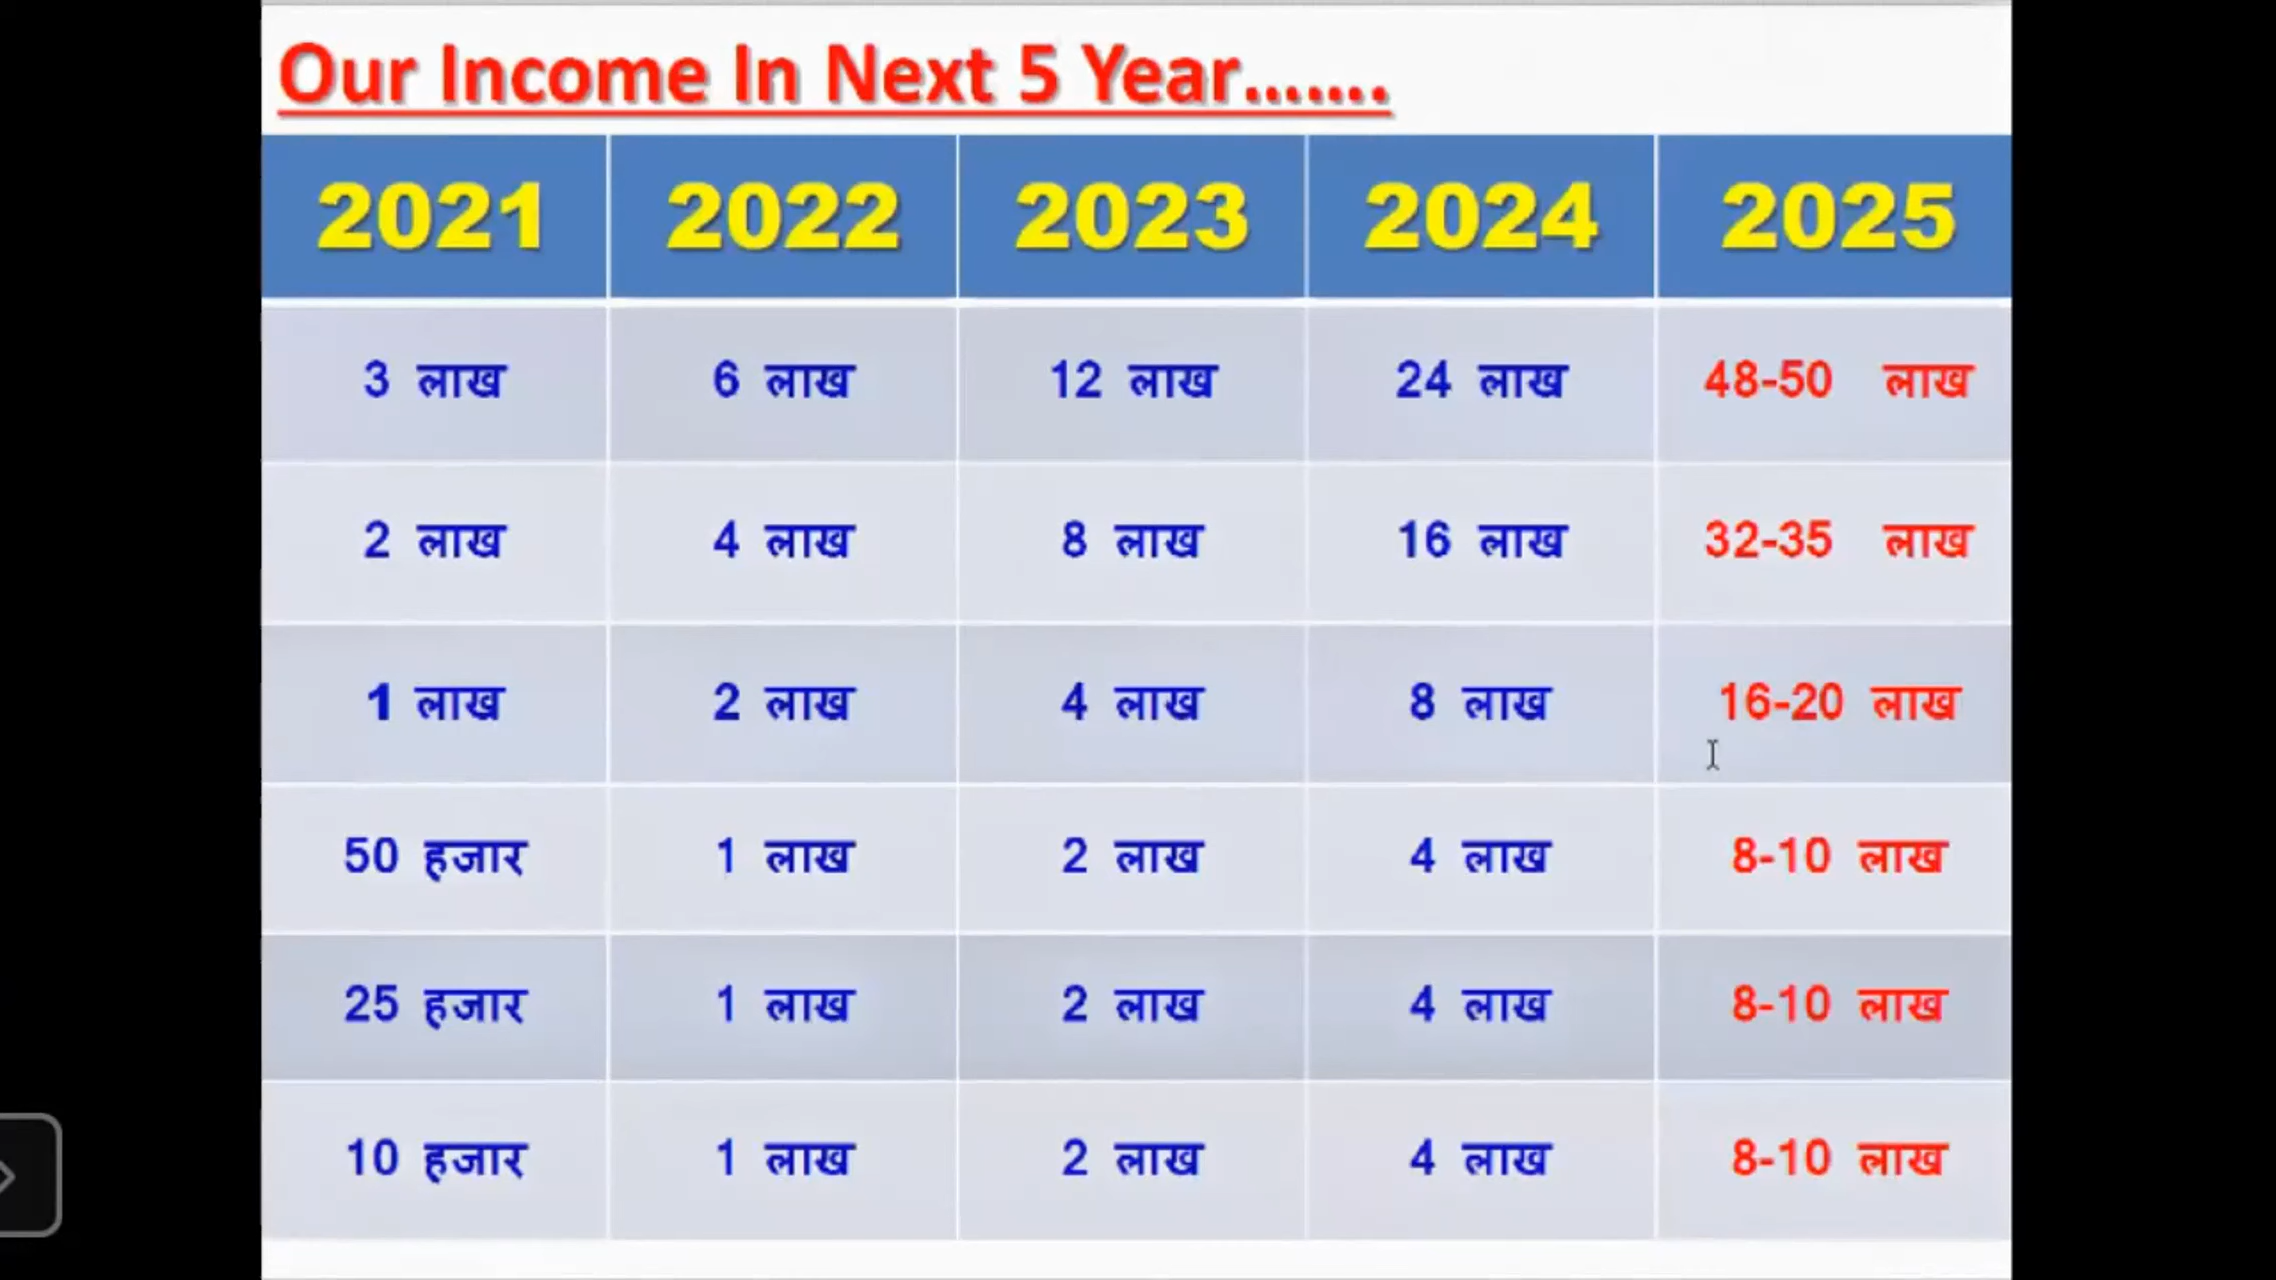 Our Income In Next 5 Year.......
2021 2022 2023 2024 2025
3 लाख 6 लाख 12 लाख 24 लाख 48-50 लाख
2 लाख 4 लाख 8 लाख 16 लाख 32-35 लाख
1 लाख 2 लाख 4 लाख 8 लाख 16-20 लाख
50 हजार 1 लाख 2 लाख 4 लाख 8-10 लाख
25 हजार 1 लाख 2 लाख 4 लाख 8-10 लाख
10 हजार 1 लाख 2 लाख 4 लाख 8-10 लाख